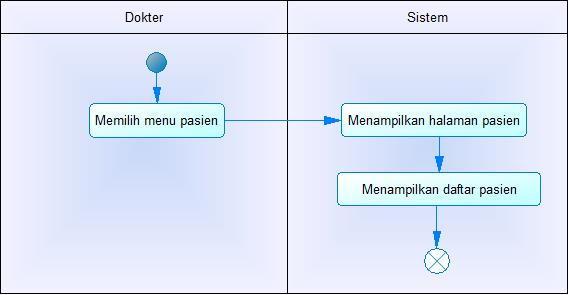 Dokter
Sistem
Memilih menu pasien
Menampilkan halaman pasien
Menampilkan daftar pasien